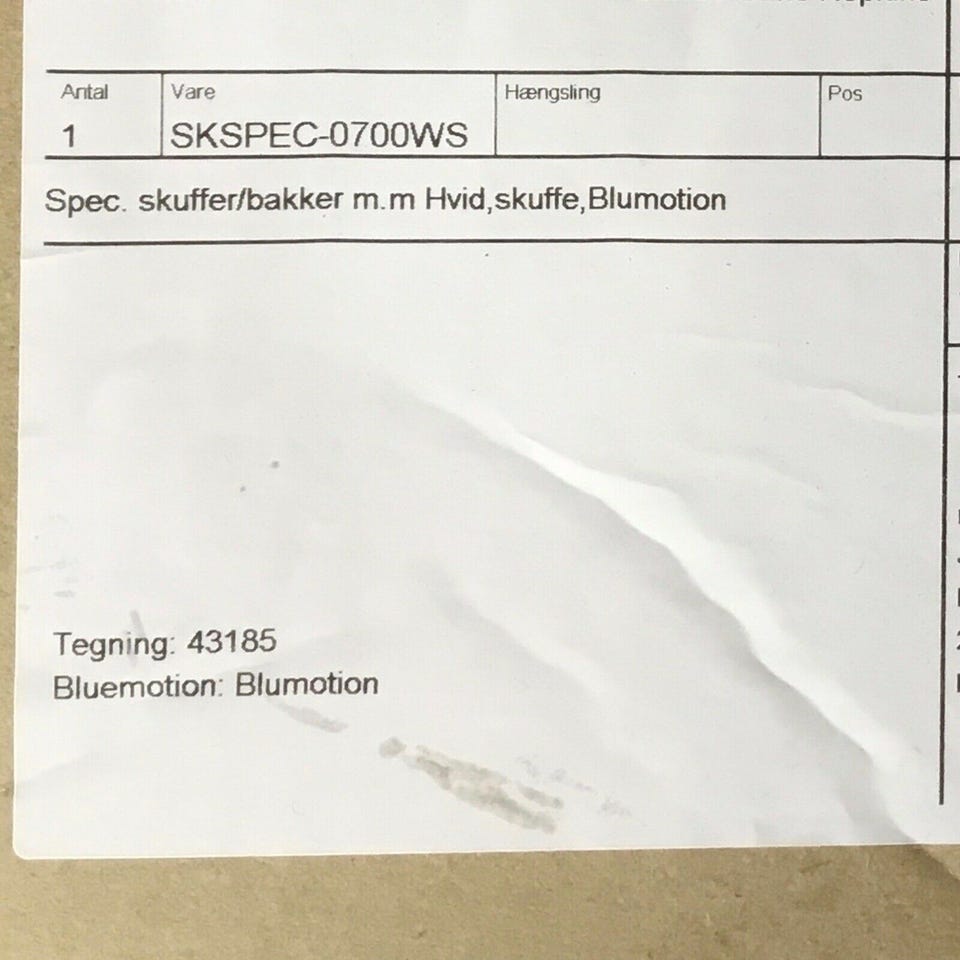 Antal Vare Hængsling Pos
1 SKSPEC-0700WS
Spec. skuffer/bakker m.m Hvid,skuffe,Blumotion
Tegning: 43185
Bluemotion: Blumotion